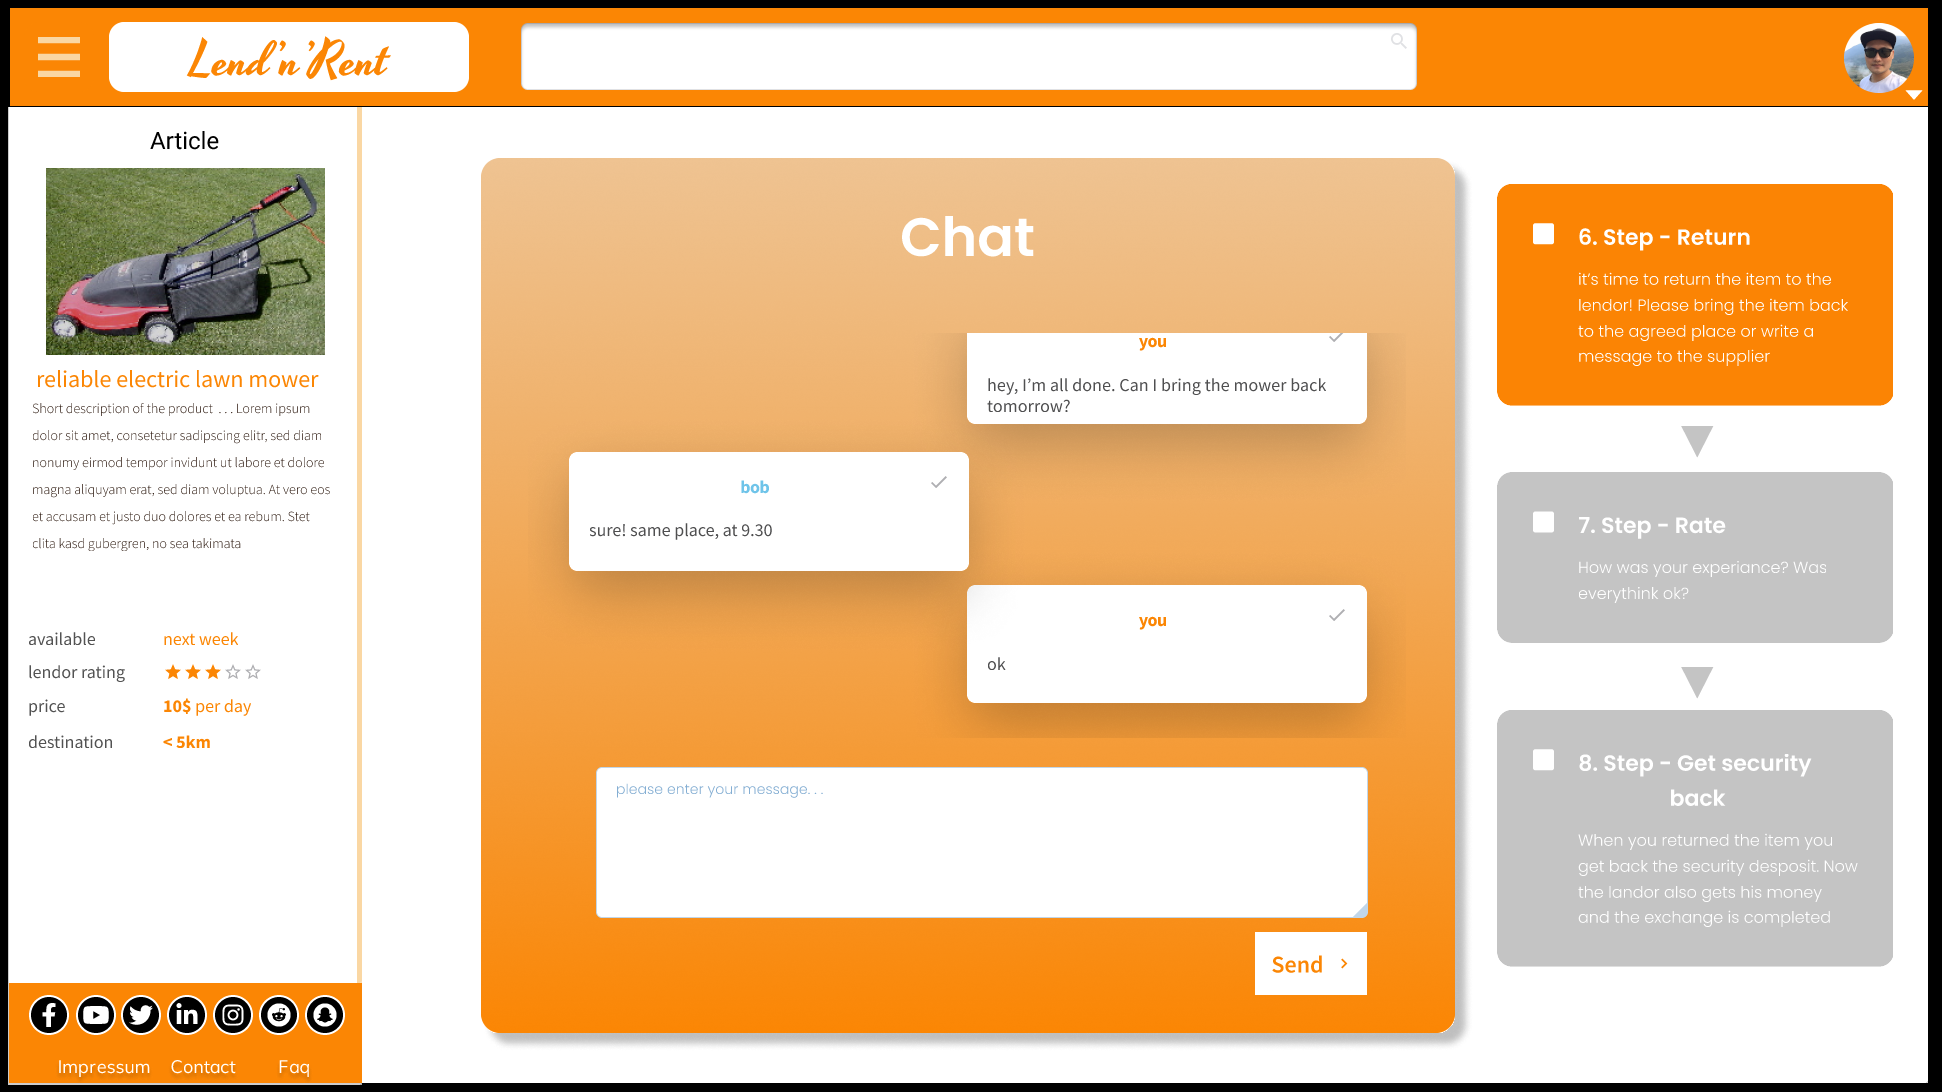 Lend'n'Rent
Article
reliable electric lawn mower
Short description of the product ... Lorem ipsum
dolor sit amet, consetetur sadipscing elitr, sed diam
nonumy eirmod tempor invidunt ut labore et dolore
magna aliquyam erat, sed diam voluptua. At vero eos
et accusam et justo duo dolores et ea rebum. Stet
clita kasd gubergren, no sea takimata
available next week
lendor rating
price 10$ per day
destination < 5km
Impressum Contact Faq
Chat
you
hey, I'm all done. Can I bring the mower back
tomorrow?
bob
sure! same place, at 9.30
you
ok
please enter your message...
Send
6. Step - Return
it's time to return the item to the
lendor! Please bring the item back
to the agreed place or write a
message to the supplier
7. Step - Rate
How was your experiance? Was
everythink ok?
8. Step - Get security
back
When you returned the item you
get back the security desposit. Now
the landor also gets his money
and the exchange is completed